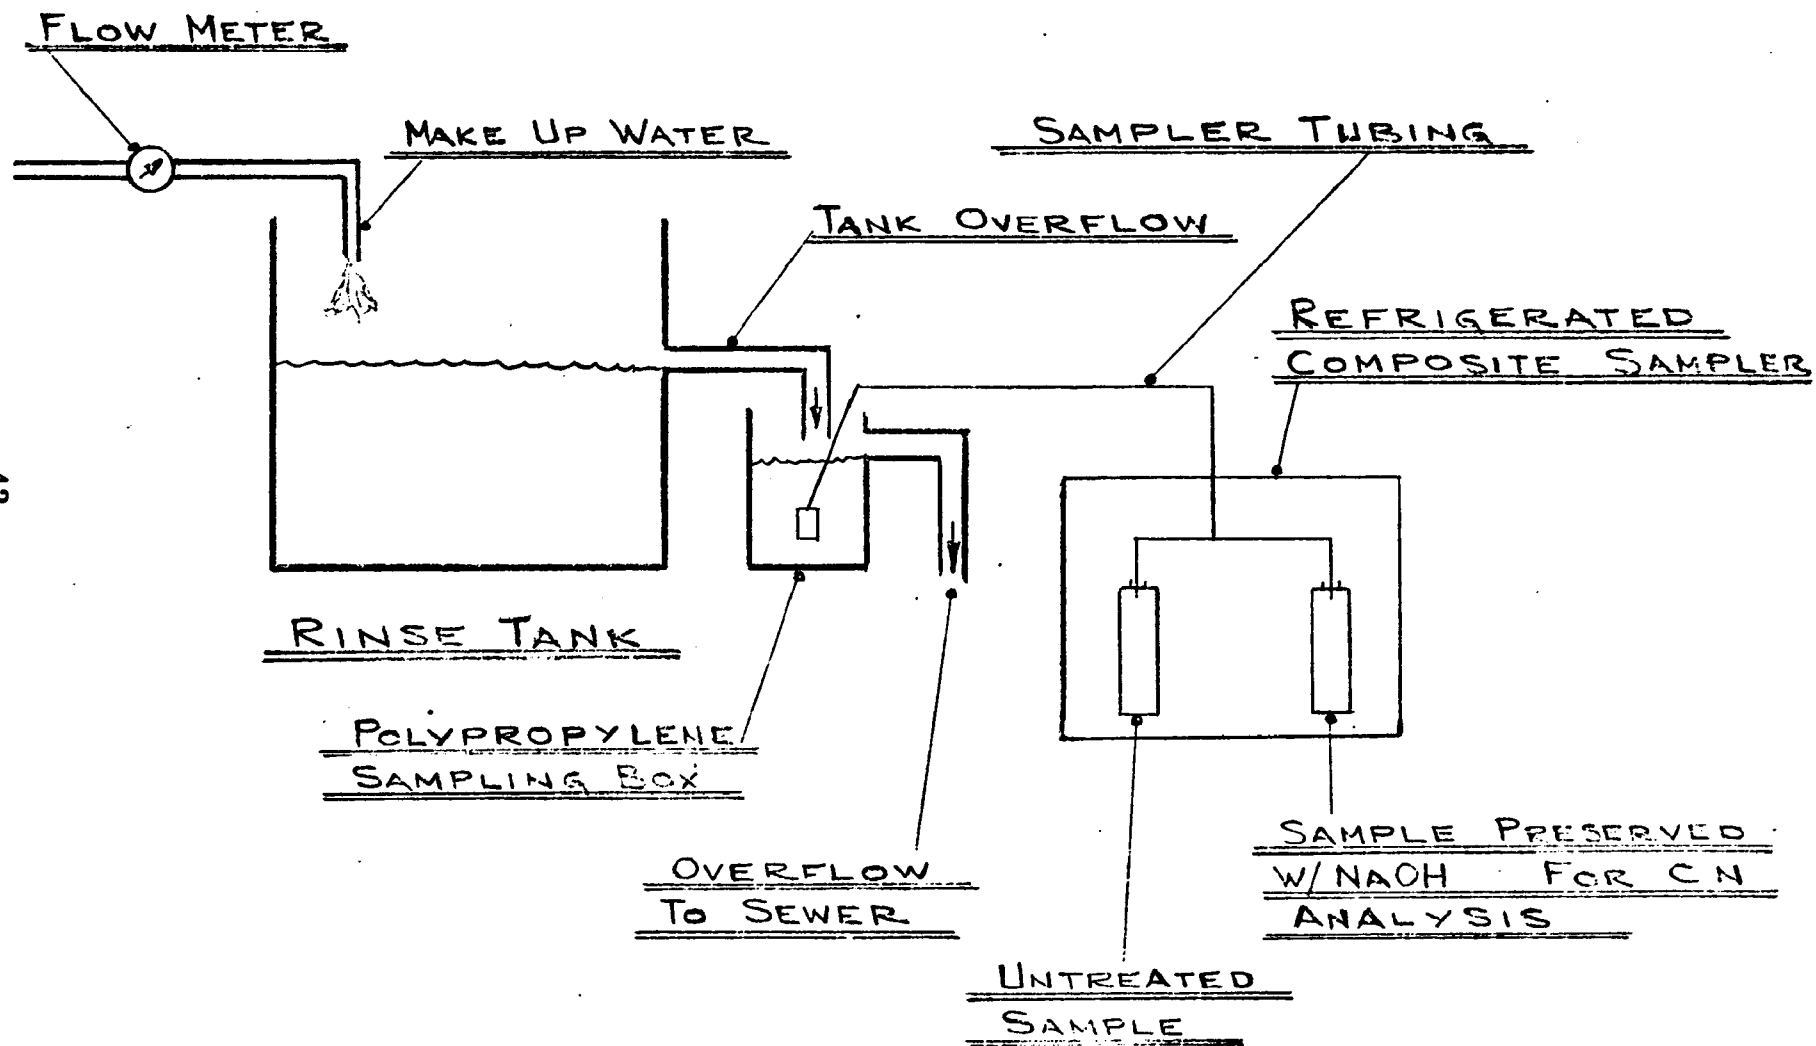 FLOW METER
MAKE UP WATER
SAMPLER TUBING
TANK OVERFLOW
REFRIGERATED
COMPOSITE SAMPLER
RINSE TANK
POLYPROPYLENE
SAMPLING BOX
OVERFLOW
TO SEWER
SAMPLE PRESERVED
W/NAOH FOR CN
ANALYSIS
UNTREATED
SAMPLE